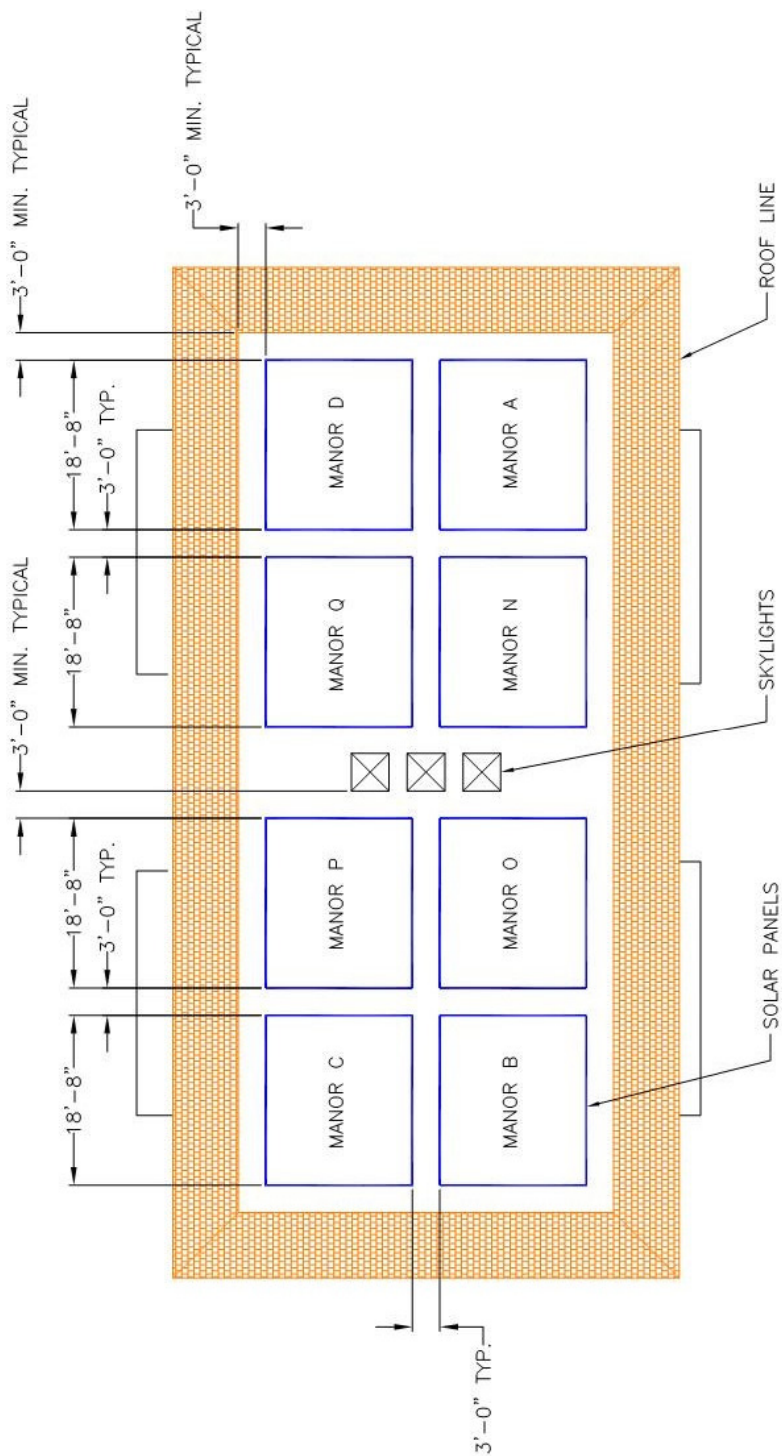 3'-0" MIN. TYPICAL
3'-0" MIN. TYPICAL
3'-0" MIN. TYPICAL
18'-8"
18'-8"
18'-8"
18'-8"
3'-0" TYP.
3'-0" TYP.
MANOR C
MANOR P
MANOR Q
MANOR D
MANOR B
MANOR O
MANOR N
MANOR A
3'-0" TYP.
SOLAR PANELS
SKYLIGHTS
ROOF LINE